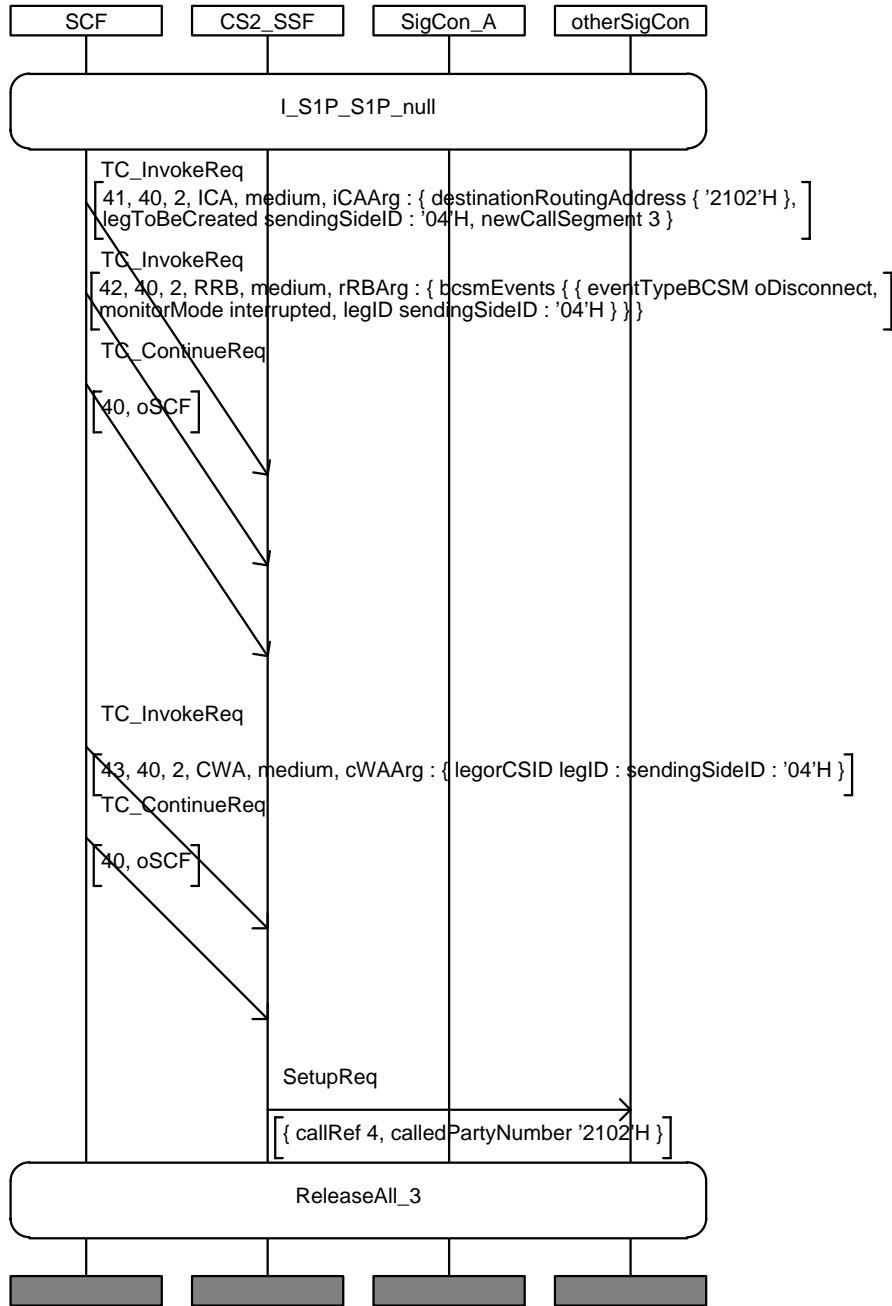 SCF CS2_SSF SigCon_A otherSigCon
I_S1P_S1P_null
TC_InvokeReq
41, 40, 2, ICA, medium, iCAArg : { destinationRoutingAddress { '2102'H },
legToBeCreated sendingSideID : '04'H, newCallSegment 3 }
TC_InvokeReq
42, 40, 2, RRB, medium, rRBArg : { bcsmEvents { { eventTypeBCSM oDisconnect,
monitorMode interrupted, legID sendingSideID : '04'H } } }
TC_ContinueReq
40, oSCF
TC_InvokeReq
43, 40, 2, CWA, medium, cWAArg : { legorCSID legID : sendingSideID : '04'H }
TC_ContinueReq
40, oSCF
SetupReq
{ callRef 4, calledPartyNumber '2102'H }
ReleaseAll_3